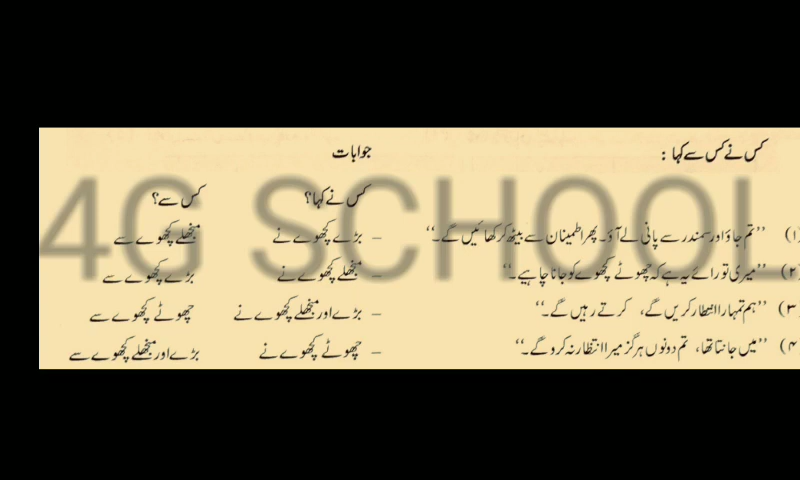 کس نے کس سے کہا : جوابات
کس نے کہا؟ کس سے؟
(۱) ’’تم جاؤ اور سمندر سے پانی لے آؤ۔ پھر اطمینان سے بیٹھ کر کھائیں گے۔‘‘ – بڑے کچھوے نے منجھلے کچھوے سے
(۲) ’’میری تو رائے یہ ہے کہ چھوٹے کچھوے کو جانا چاہیے۔‘‘ – منجھلے کچھوے نے بڑے کچھوے سے
(۳) ’’ہم تمہارا انتظار کریں گے، کرتے رہیں گے۔‘‘ – بڑے اور منجھلے کچھوے نے چھوٹے کچھوے سے
(۴) ’’میں جانتا تھا، تم دونوں ہرگز میرا انتظار نہ کرو گے۔‘‘ – چھوٹے کچھوے نے بڑے اور منجھلے کچھوے سے
4G SCHOOL